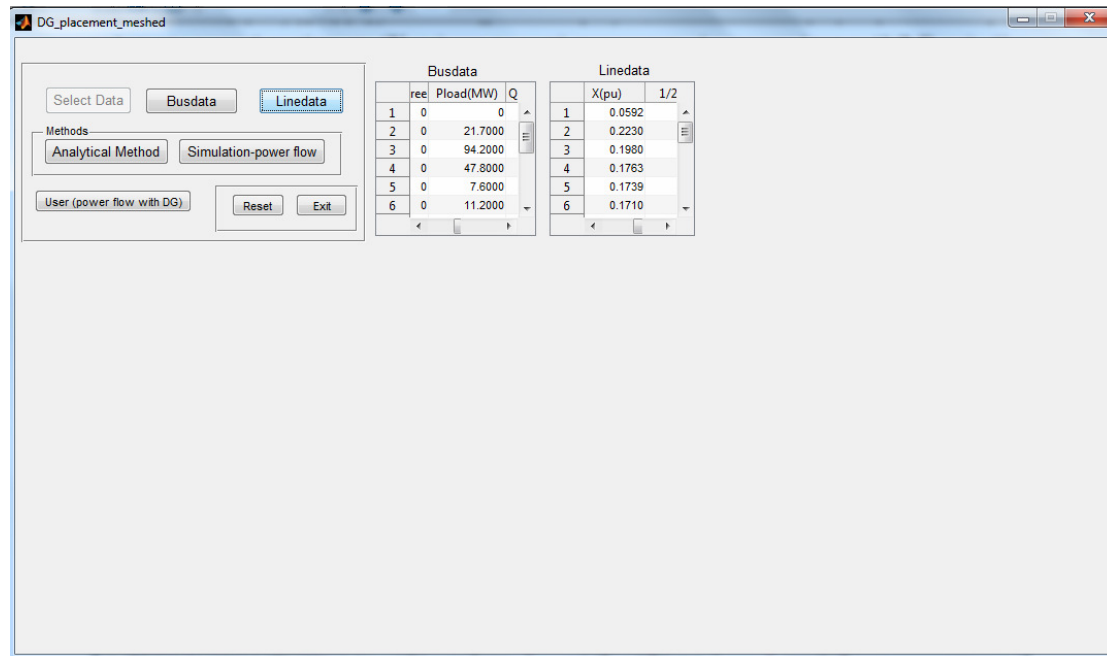 DG_placement_meshed
Select Data Busdata Linedata
Methods
Analytical Method Simulation-power flow
User (power flow with DG) Reset Exit
Busdata
ree Pload(MW) Q
1 0 0
2 0 21.7000
3 0 94.2000
4 0 47.8000
5 0 7.6000
6 0 11.2000
Linedata
X(pu) 1/2
1 0.0592
2 0.2230
3 0.1980
4 0.1763
5 0.1739
6 0.1710